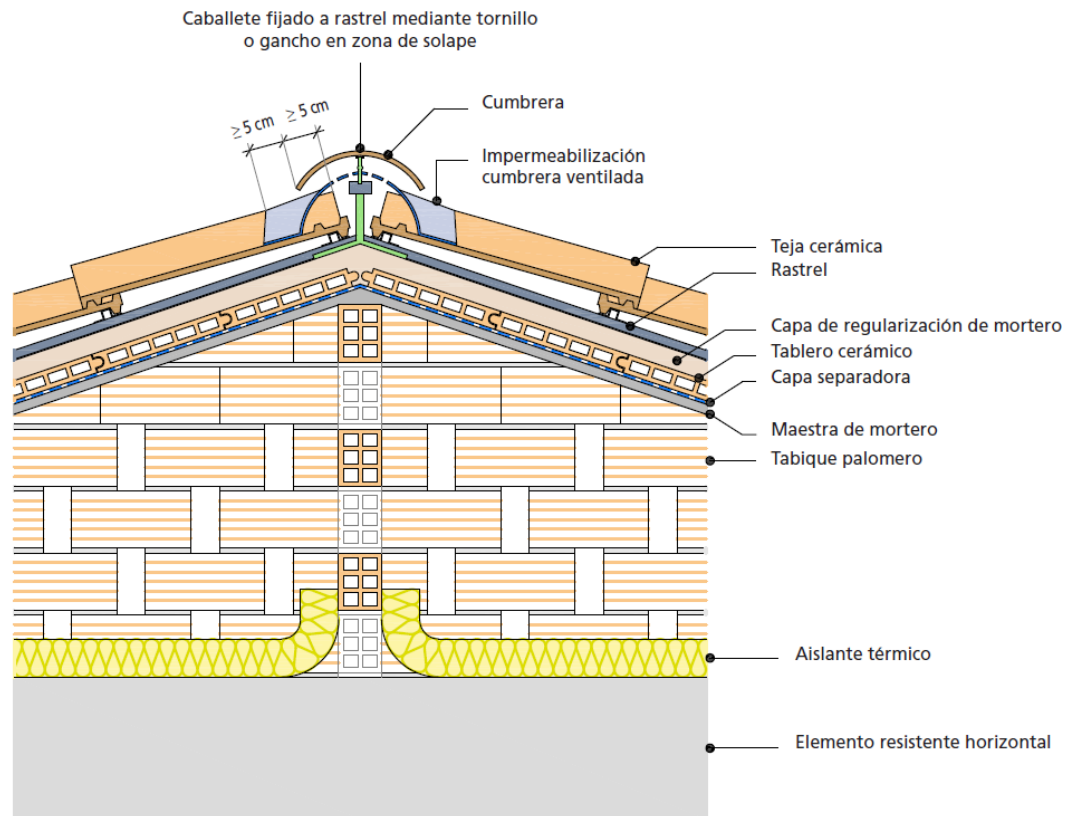 Caballete fijado a rastrel mediante tornillo
o gancho en zona de solape
≥ 5 cm
≥ 5 cm
Cumbrera
Impermeabilización
cumbrera ventilada
Teja cerámica
Rastrel
Capa de regularización de mortero
Tablero cerámico
Capa separadora
Maestra de mortero
Tabique palomero
Aislante térmico
Elemento resistente horizontal